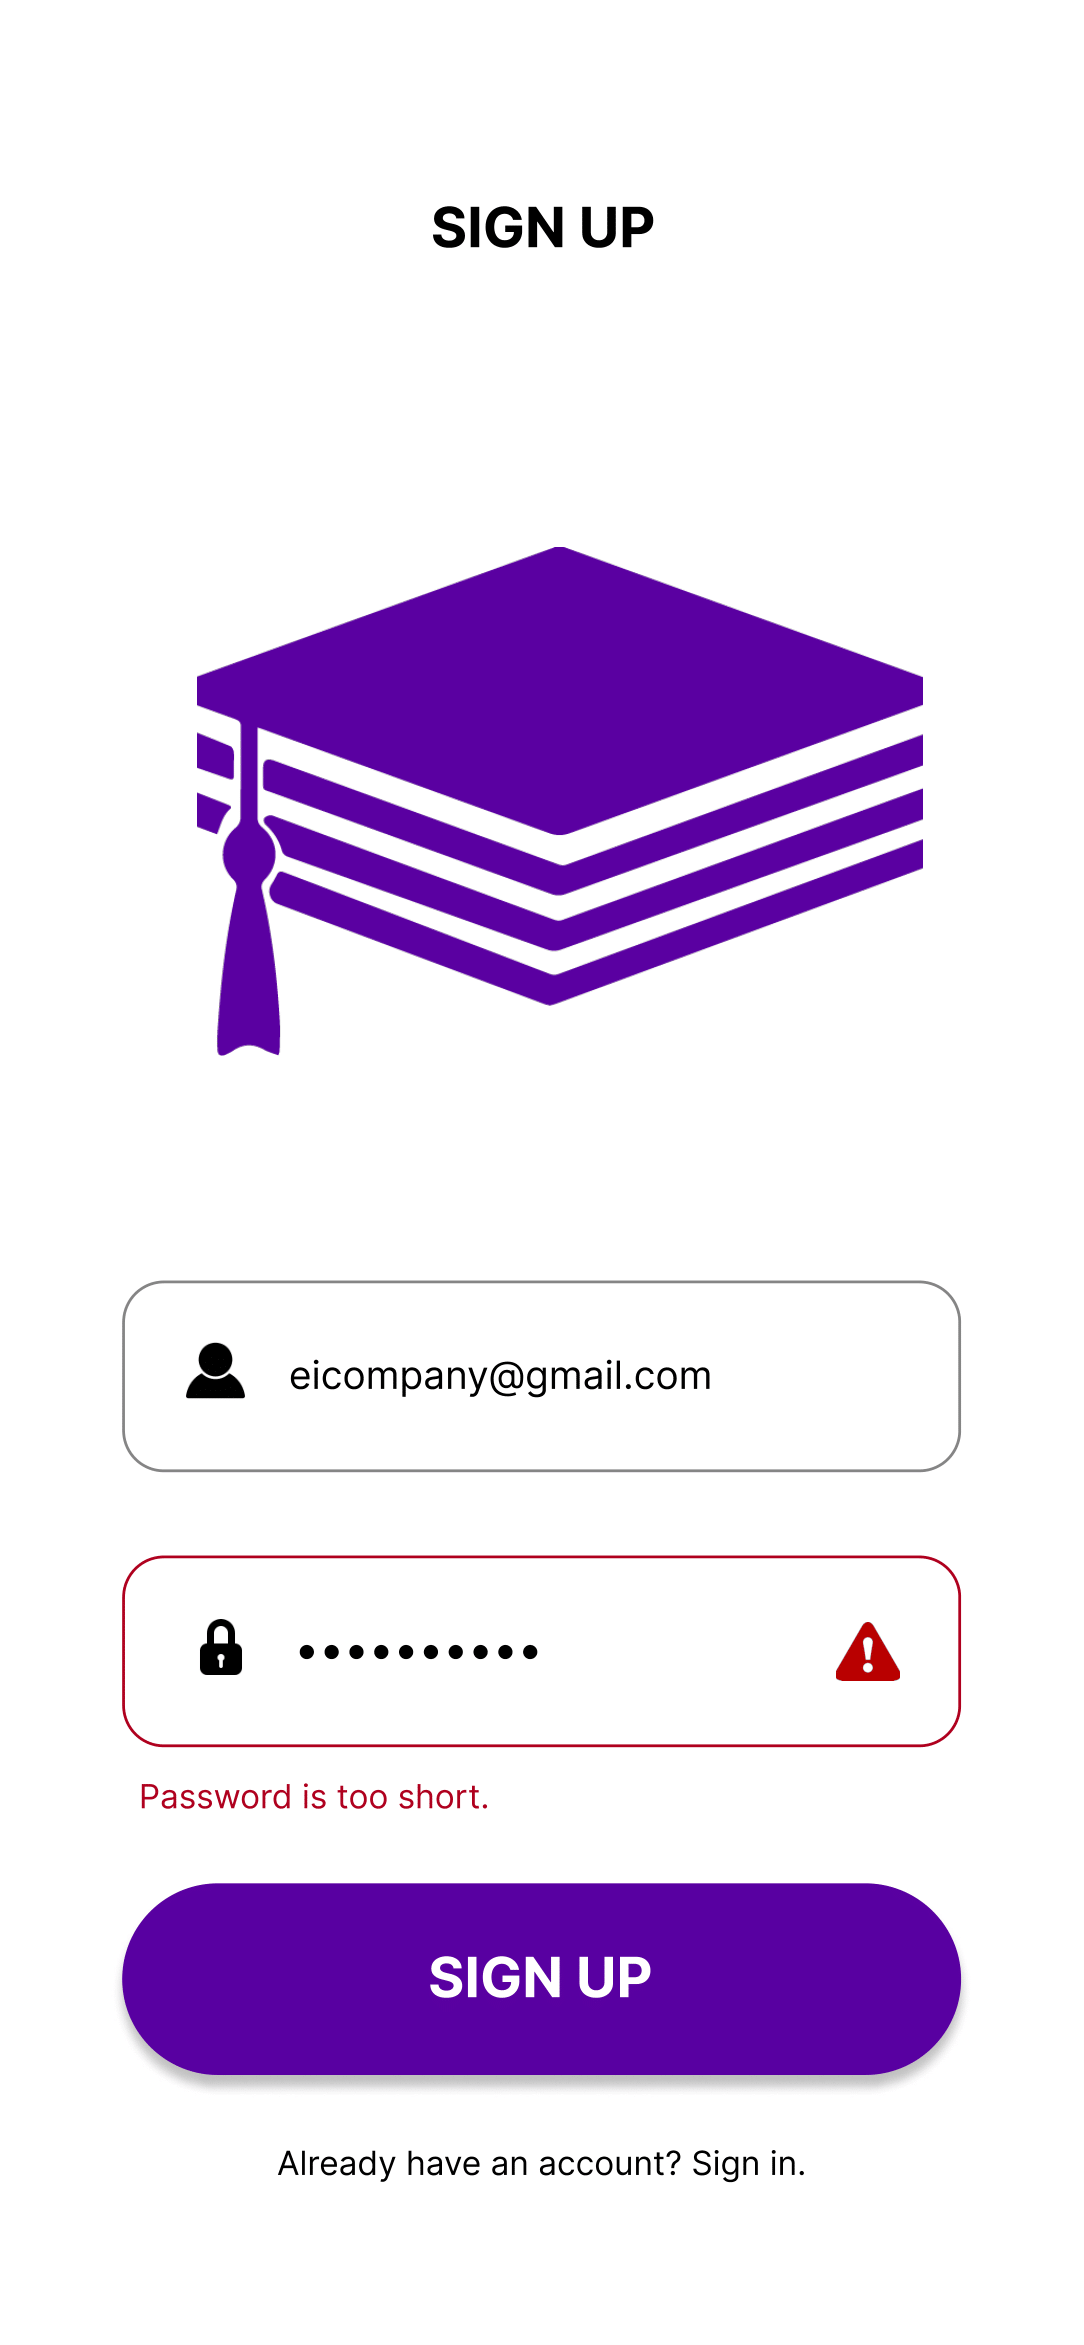 SIGN UP
eicompany@gmail.com
••••••••••
Password is too short.
SIGN UP
Already have an account? Sign in.